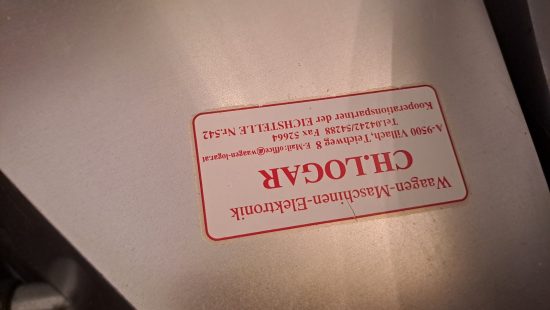 Waagen-Maschinen-Elektronik
CH.LOGAR
A-9500 Villach, Teichweg 8 E-Mail:office@waagen-logar.at
Tel.04242/54288 Fax 52664
Kooperationspartner der EICHSTELLE Nr.542